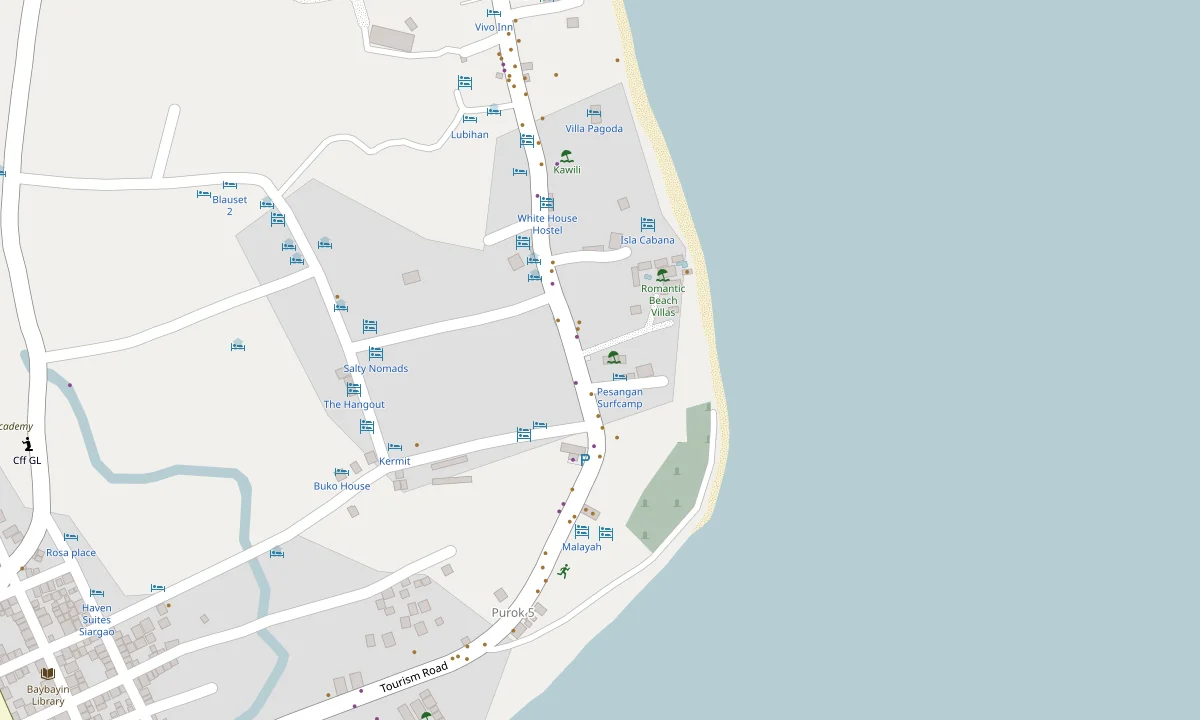 Vivo Inn
Villa Pagoda
Lubihan
Kawili
Blauset
2
White House
Hostel
Isla Cabana
Romantic
Beach
Villas
Salty Nomads
Pesangan
Surfcamp
The Hangout
cademy
Cff GL
Kermit
P
Buko House
Malayah
Rosa place
Haven
Suites
Siargao
Purok 5
Tourism Road
Baybayin
Library